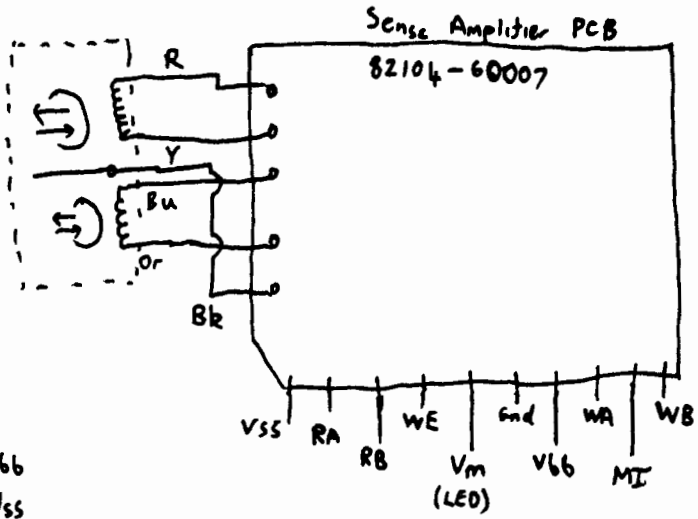 Sense Amplifier PCB
82104-60007
R
Y
Bu
Or
Bk
VSS RA RB WE Vm (LED) Gnd Vbb WA MI WB
bb
ss